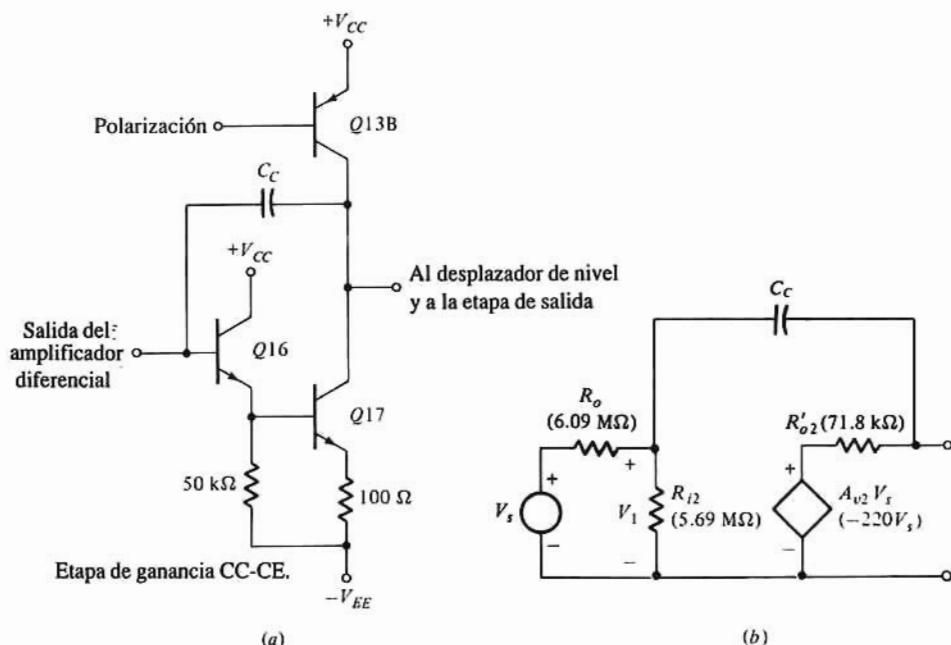 +V_CC
Polarización
Q13B
C_C
+V_CC
Al desplazador de nivel
y a la etapa de salida
Salida del
amplificador
diferencial
Q16
Q17
50 kΩ
100 Ω
Etapa de ganancia CC-CE.
-V_EE
(a)
C_C
R_o
(6.09 MΩ)
R'_o2 (71.8 kΩ)
+
+
+
V_s
V_1
R_i2
(5.69 MΩ)
A_v2 V_s
(-220V_s)
-
-
-
(b)